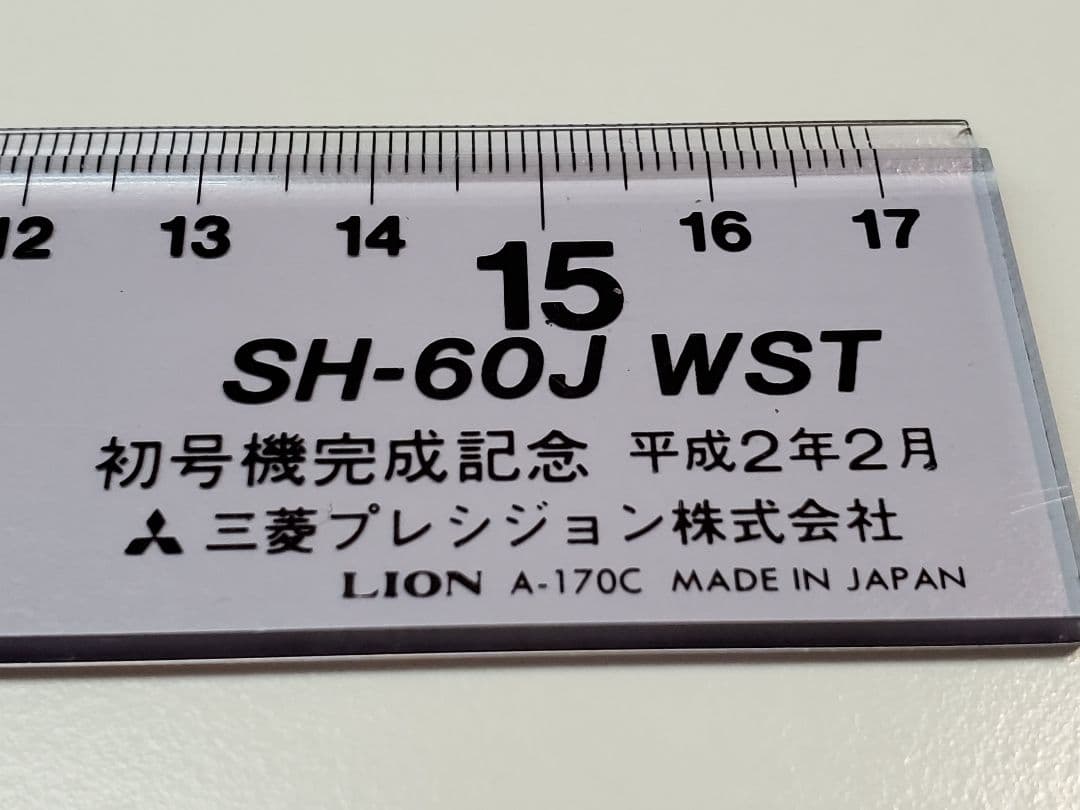 12 13 14 15 16 17
SH-60J WST
初号機完成記念 平成2年2月
三菱プレシジョン株式会社
LION A-170C MADE IN JAPAN